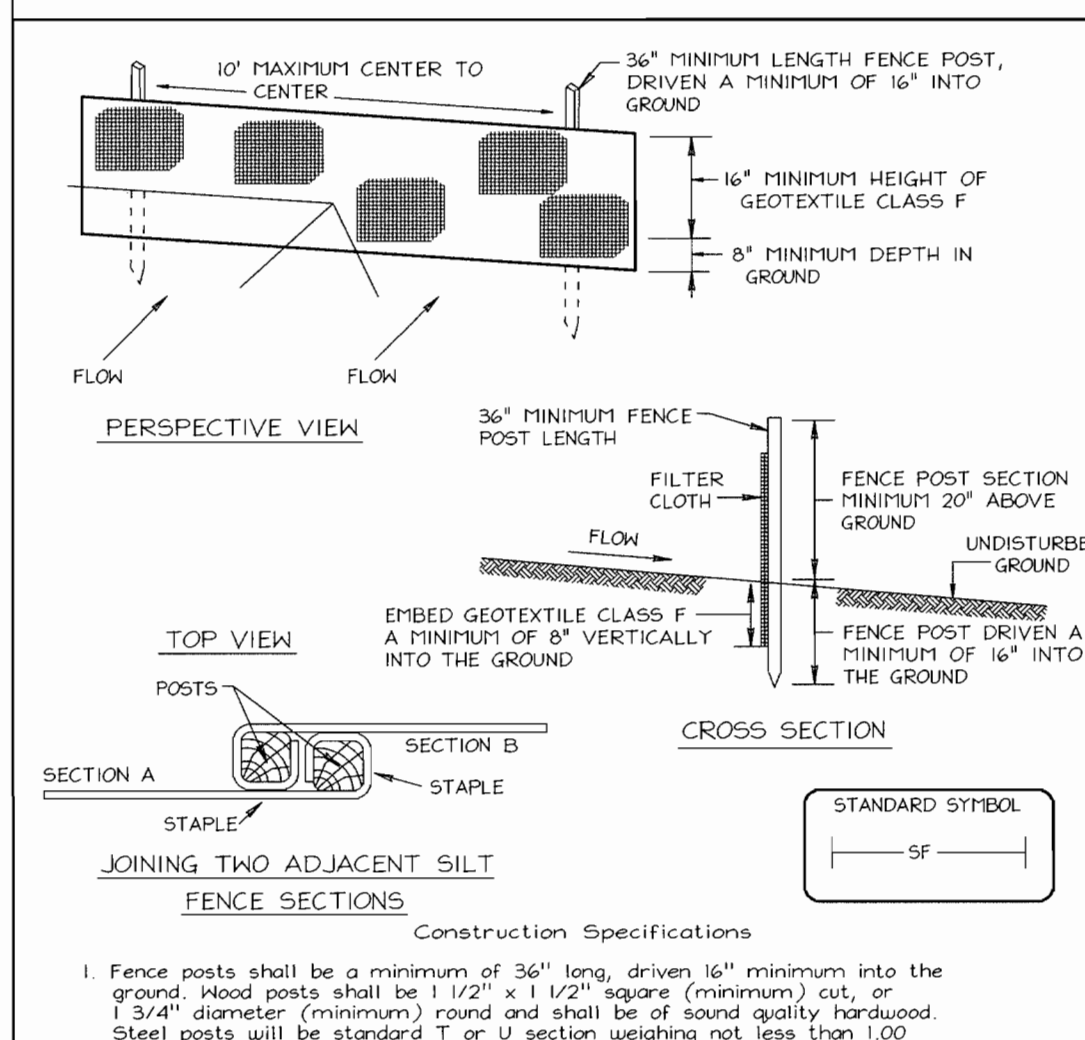 10' MAXIMUM CENTER TO
CENTER
36" MINIMUM LENGTH FENCE POST,
DRIVEN A MINIMUM OF 16" INTO
GROUND
16" MINIMUM HEIGHT OF
GEOTEXTILE CLASS F
8" MINIMUM DEPTH IN
GROUND
FLOW
FLOW
PERSPECTIVE VIEW
36" MINIMUM FENCE
POST LENGTH
FILTER
CLOTH
FENCE POST SECTION
MINIMUM 20" ABOVE
GROUND
FLOW
UNDISTURBE
GROUND
EMBED GEOTEXTILE CLASS F
A MINIMUM OF 8" VERTICALLY
INTO THE GROUND
FENCE POST DRIVEN A
MINIMUM OF 16" INTO
THE GROUND
CROSS SECTION
TOP VIEW
POSTS
SECTION B
SECTION A
STAPLE
STAPLE
JOINING TWO ADJACENT SILT
FENCE SECTIONS
STANDARD SYMBOL
SF
Construction Specifications
1. Fence posts shall be a minimum of 36" long, driven 16" minimum into the
ground. Wood posts shall be 1 1/2" x 1 1/2" square (minimum) cut, or
1 3/4" diameter (minimum) round and shall be of sound quality hardwood.
Steel posts will be standard T or U section weighing not less than 1.00